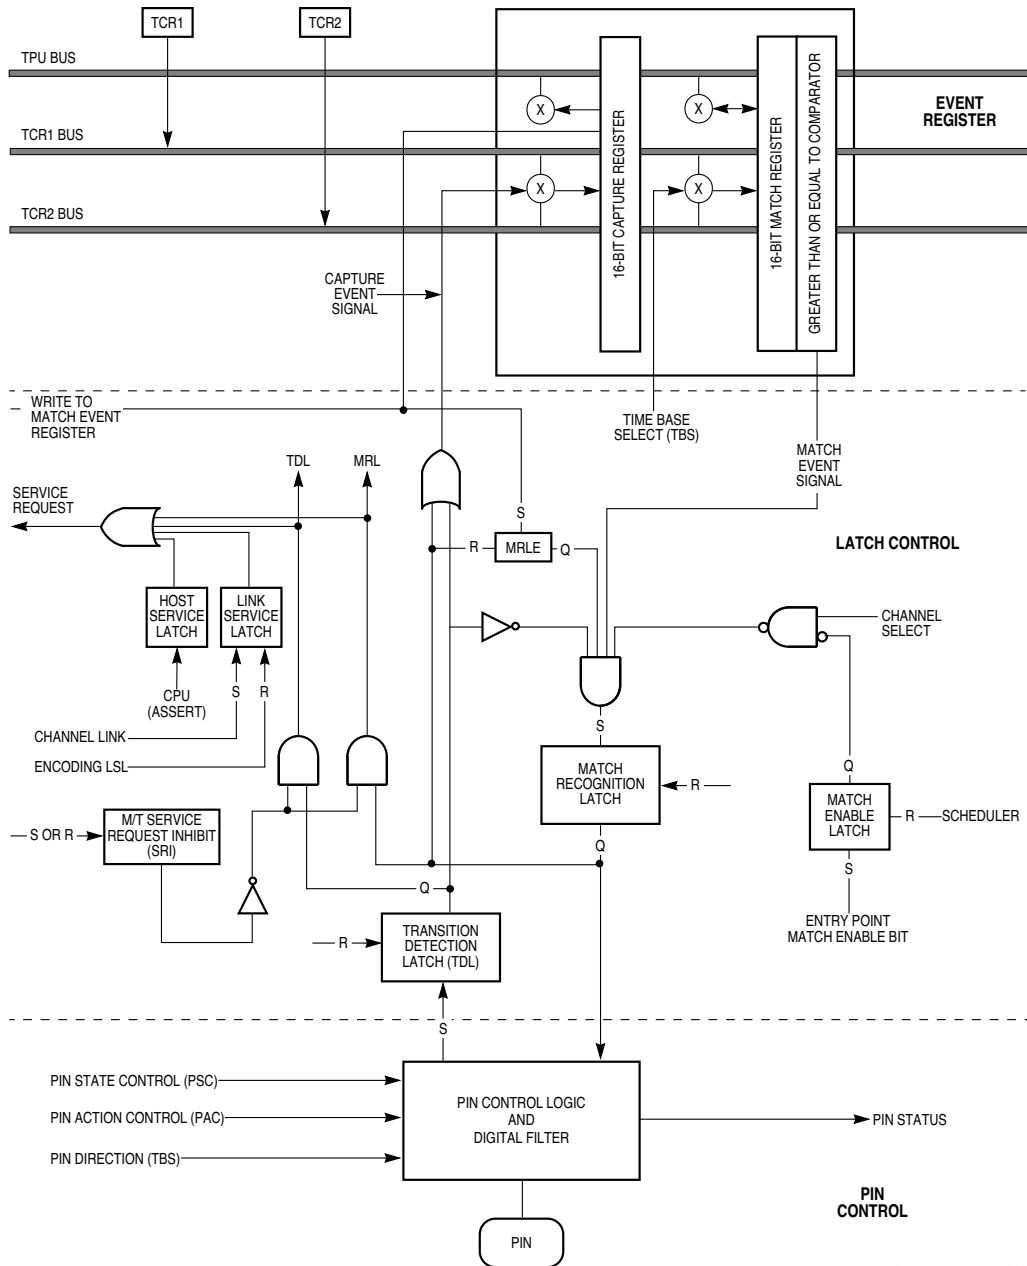 TCR1
TCR2
TPU BUS
EVENT
REGISTER
TCR1 BUS
TCR2 BUS
X
X
X
X
16-BIT CAPTURE REGISTER
16-BIT MATCH REGISTER
GREATER THAN OR EQUAL TO COMPARATOR
CAPTURE
EVENT
SIGNAL
WRITE TO
MATCH EVENT
REGISTER
TIME BASE
SELECT (TBS)
MATCH
EVENT
SIGNAL
TDL
MRL
SERVICE
REQUEST
S
R
MRLE
Q
LATCH CONTROL
HOST
SERVICE
LATCH
LINK
SERVICE
LATCH
CHANNEL
SELECT
CPU
(ASSERT)
S
R
CHANNEL LINK
ENCODING LSL
S
MATCH
RECOGNITION
LATCH
R
Q
Q
MATCH
ENABLE
LATCH
R
SCHEDULER
S
ENTRY POINT
MATCH ENABLE BIT
S OR R
M/T SERVICE
REQUEST INHIBIT
(SRI)
Q
R
TRANSITION
DETECTION
LATCH (TDL)
S
PIN STATE CONTROL (PSC)
PIN ACTION CONTROL (PAC)
PIN DIRECTION (TBS)
PIN CONTROL LOGIC
AND
DIGITAL FILTER
PIN STATUS
PIN
CONTROL
PIN